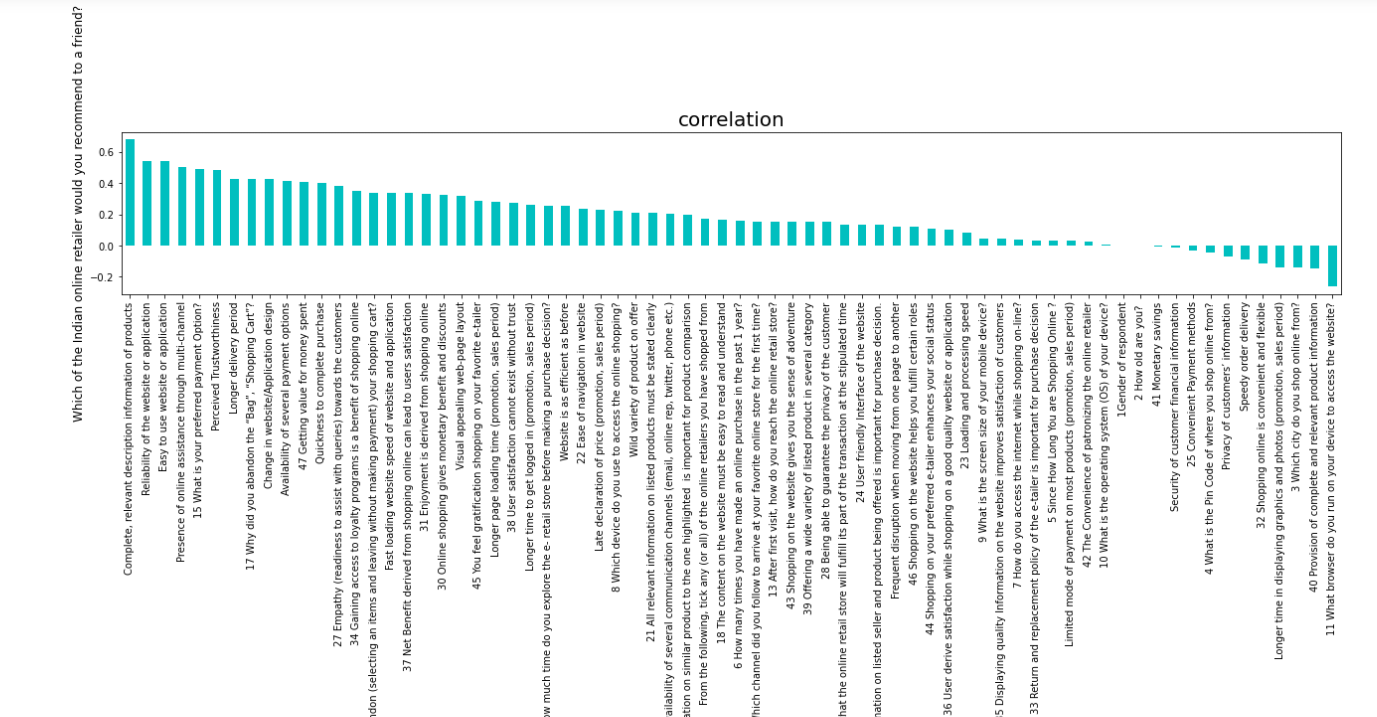 Which of the Indian online retailer would you recommend to a friend?
correlation
0.6
0.4
0.2
0.0
−0.2
Complete, relevant description information of products
Reliability of the website or application
Easy to use website or application
Presence of online assistance through multi-channel
15 What is your preferred payment Option?
Perceived Trustworthiness
Longer delivery period
17 Why did you abandon the “Bag”, “Shopping Cart”?
Change in website/Application design
Availability of several payment options
47 Getting value for money spent
Quickness to complete purchase
27 Empathy (readiness to assist with queries) towards the customers
34 Gaining access to loyalty programs is a benefit of shopping online
(selecting an items and leaving without making payment) your shopping cart?
Fast loading website speed of website and application
37 Net Benefit derived from shopping online can lead to users satisfaction
31 Enjoyment is derived from shopping online
30 Online shopping gives monetary benefit and discounts
Visual appealing web-page layout
45 You feel gratification shopping on your favorite e-tailer
Longer page loading time (promotion, sales period)
38 User satisfaction cannot exist without trust
Longer time to get logged in (promotion, sales period)
much time do you explore the e- retail store before making a purchase decision?
Website is as efficient as before
22 Ease of navigation in website
Late declaration of price (promotion, sales period)
8 Which device do you use to access the online shopping?
Wild variety of product on offer
21 All relevant information on listed products must be stated clearly
of several communication channels (email, online rep, twitter, phone etc.)
on similar product to the one highlighted is important for product comparison
From the following, tick any (or all) of the online retailers you have shopped from
18 The content on the website must be easy to read and understand
6 How many times you have made an online purchase in the past 1 year?
channel did you follow to arrive at your favorite online store for the first time?
13 After first visit, how do you reach the online retail store?
43 Shopping on the website gives you the sense of adventure
39 Offering a wide variety of listed product in several category
28 Being able to guarantee the privacy of the customer
the online retail store will fulfill its part of the transaction at the stipulated time
24 User friendly Interface of the website
on listed seller and product being offered is important for purchase decision.
Frequent disruption when moving from one page to another
46 Shopping on the website helps you fulfill certain roles
44 Shopping on your preferred e-tailer enhances your social status
36 User derive satisfaction while shopping on a good quality website or application
23 Loading and processing speed
9 What is the screen size of your mobile device?
Displaying quality Information on the website improves satisfaction of customers
7 How do you access the internet while shopping on-line?
33 Return and replacement policy of the e-tailer is important for purchase decision
5 Since How Long You are Shopping Online ?
Limited mode of payment on most products (promotion, sales period)
42 The Convenience of patronizing the online retailer
10 What is the operating system (OS) of your device?
1Gender of respondent
2 How old are you?
41 Monetary savings
Security of customer financial information
25 Convenient Payment methods
4 What is the Pin Code of where you shop online from?
Privacy of customers’ information
Speedy order delivery
32 Shopping online is convenient and flexible
Longer time in displaying graphics and photos (promotion, sales period)
3 Which city do you shop online from?
40 Provision of complete and relevant product information
11 What browser do you run on your device to access the website?